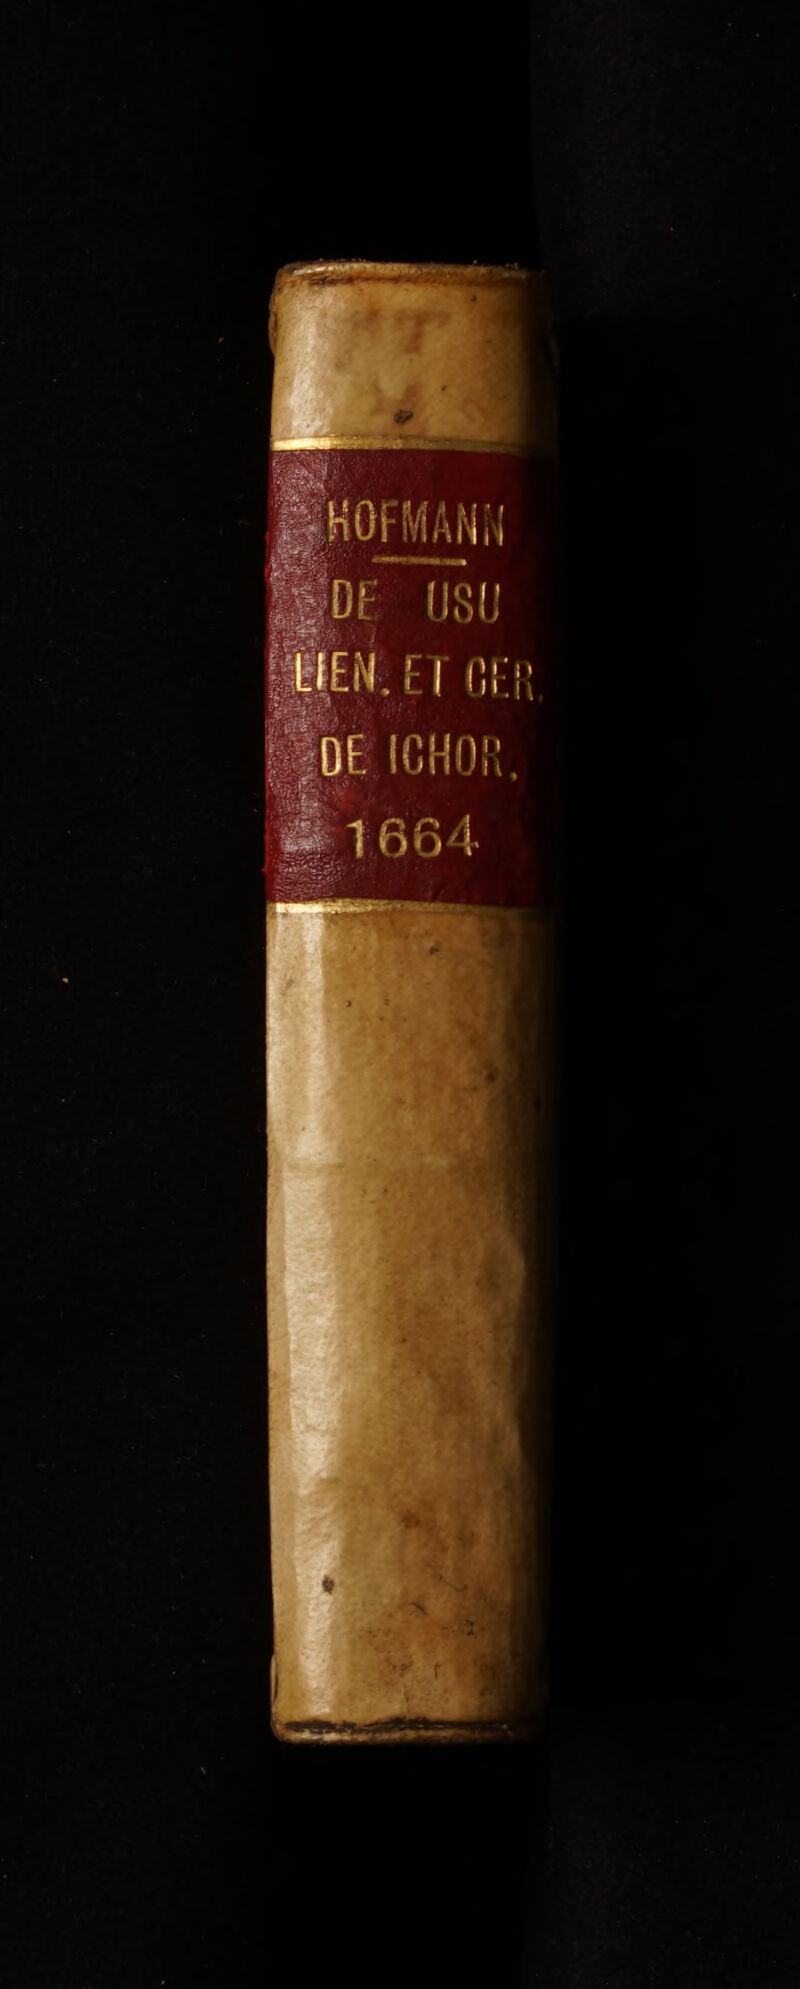 HOFMANN
DE USU
LIEN. ET CER.
DE ICHOR.
1664